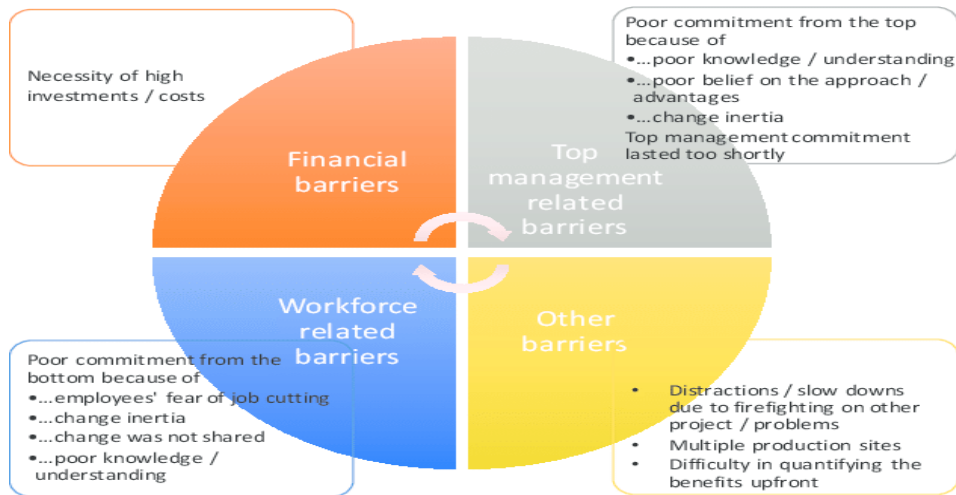 Necessity of high
investments / costs
Financial
barriers
Poor commitment from the top
because of
•...poor knowledge / understanding
•...poor belief on the approach /
advantages
•...change inertia
Top management commitment
lasted too shortly
Top
management
related
barriers
Poor commitment from the
bottom because of
•...employees' fear of job cutting
•...change inertia
•...change was not shared
•...poor knowledge /
understanding
Workforce
related
barriers
Other
barriers
• Distractions / slow downs
due to firefighting on other
project / problems
• Multiple production sites
• Difficulty in quantifying the
benefits upfront